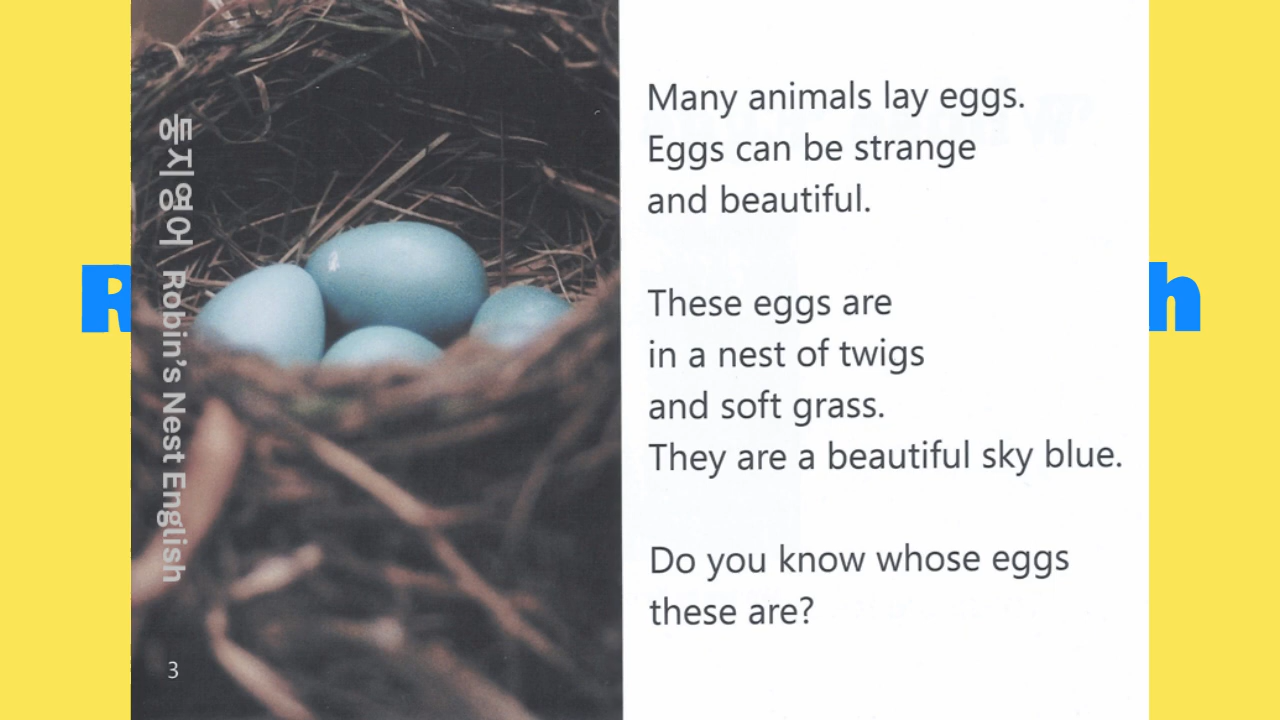 둥지영어 Robin's Nest English
Many animals lay eggs.
Eggs can be strange
and beautiful.
These eggs are
in a nest of twigs
and soft grass.
They are a beautiful sky blue.
Do you know whose eggs
these are?
3